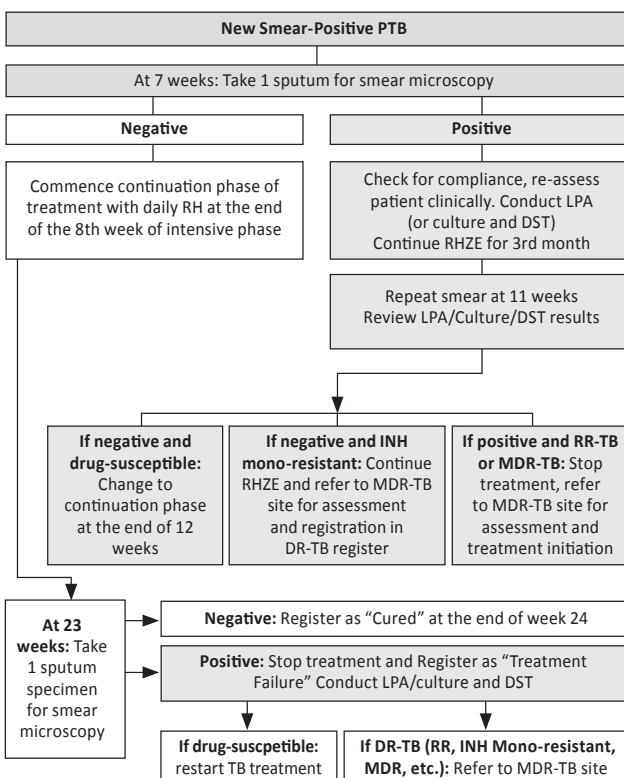 New Smear-Positive PTB
At 7 weeks: Take 1 sputum for smear microscopy
Negative
Positive
Commence continuation phase of
treatment with daily RH at the end
of the 8th week of intensive phase
Check for compliance, re-assess
patient clinically. Conduct LPA
(or culture and DST)
Continue RHZE for 3rd month
Repeat smear at 11 weeks
Review LPA/Culture/DST results
If negative and
drug-susceptible:
Change to
continuation phase
at the end of 12
weeks
If negative and INH
mono-resistant: Continue
RHZE and refer to MDR-TB
site for assessment
and registration in
DR-TB register
If positive and RR-TB
or MDR-TB: Stop
treatment, refer
to MDR-TB site for
assessment and
treatment initiation
At 23
weeks: Take
1 sputum
specimen
for smear
microscopy
Negative: Register as “Cured” at the end of week 24
Positive: Stop treatment and Register as “Treatment
Failure” Conduct LPA/culture and DST
If drug-suscpetible:
restart TB treatment
If DR-TB (RR, INH Mono-resistant,
MDR, etc.): Refer to MDR-TB site